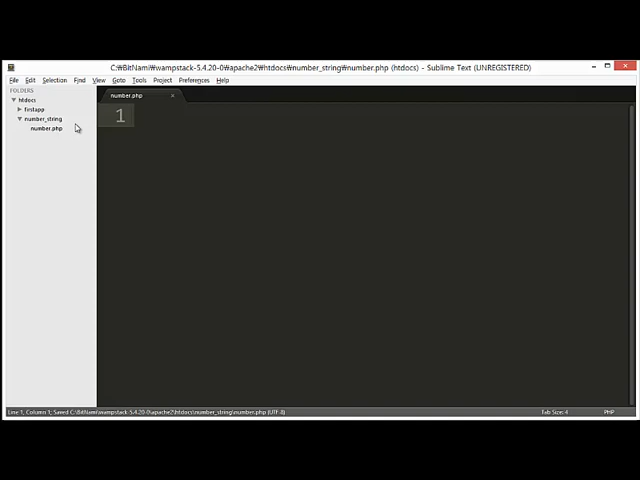 C:₩BitNami₩wampstack-5.4.20-0₩apache2₩htdocs₩number_string₩number.php (htdocs) - Sublime Text (UNREGISTERED)
File Edit Selection Find View Goto Tools Project Preferences Help
FOLDERS
htdocs
firstapp
number_string
number.php
number.php
1
Line 1, Column 1; Saved C:₩BitNami₩wampstack-5.4.20-0₩apache2₩htdocs₩number_string₩number.php (UTF-8)
Tab Size: 4
PHP